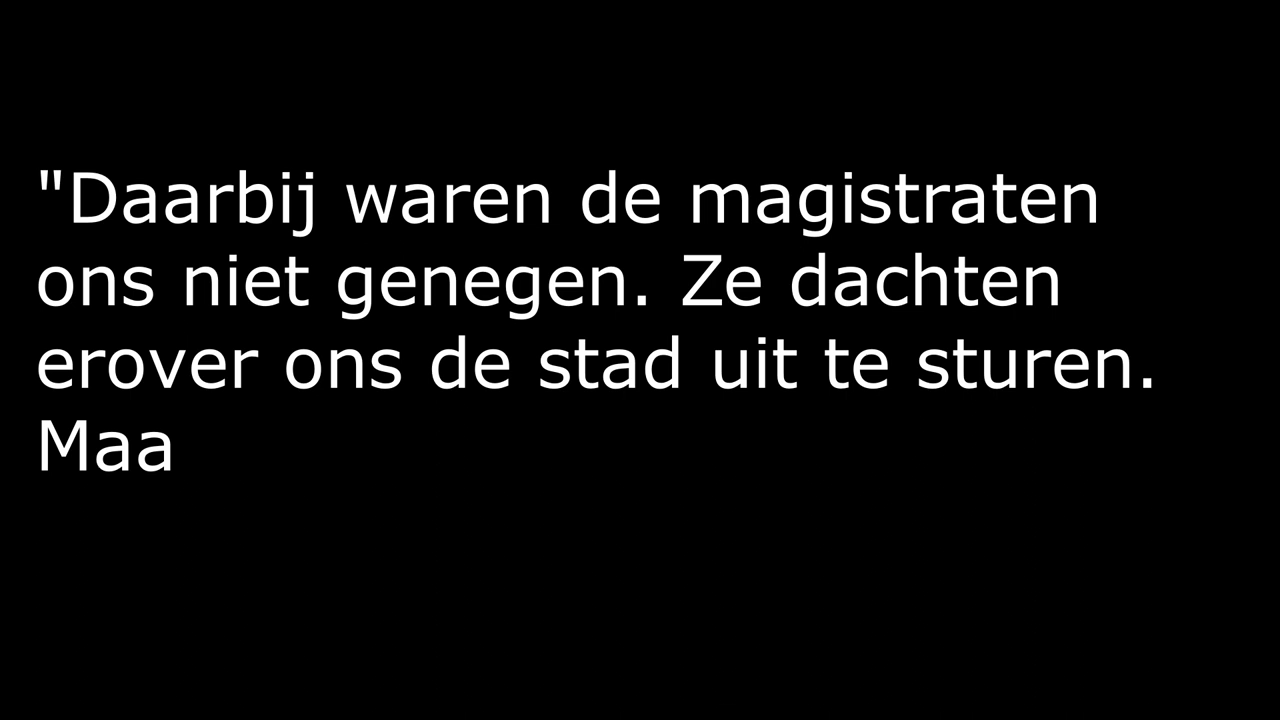 "Daarbij waren de magistraten
ons niet genegen. Ze dachten
erover ons de stad uit te sturen.
Maa